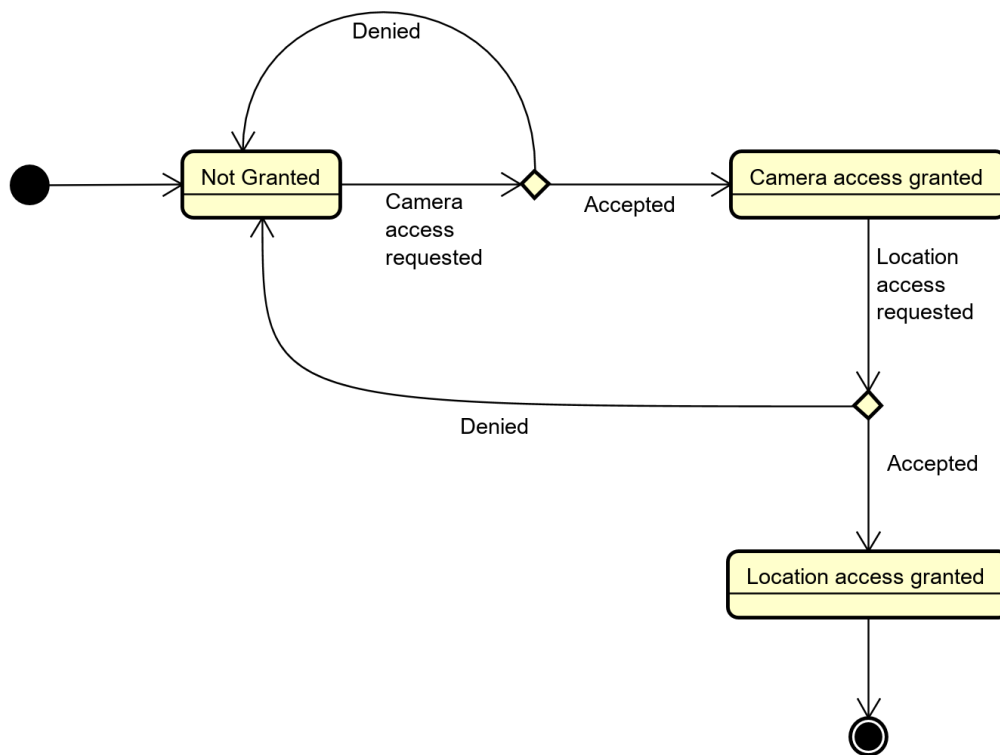 Denied
Not Granted
Camera
access
requested
Accepted
Camera access granted
Location
access
requested
Denied
Accepted
Location access granted